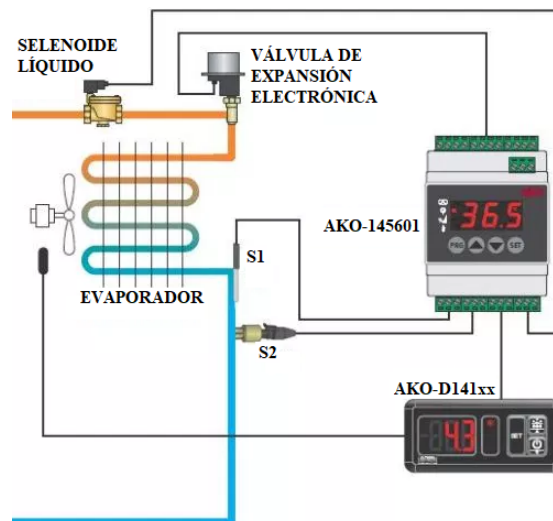 SELENOIDE
LÍQUIDO
VÁLVULA DE
EXPANSIÓN
ELECTRÓNICA
AKO-145601
-36.5
PRG
SET
S1
EVAPORADOR
S2
AKO-D141xx
4.3
SET